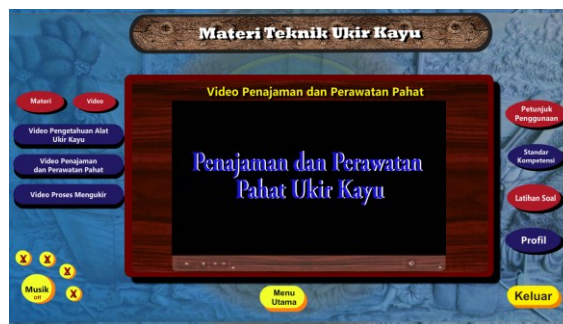 Materi Teknik Ukir Kayu
Materi
Video
Video Pengetahuan Alat
Ukir Kayu
Video Penajaman
dan Perawatan Pahat
Video Proses Mengukir
Video Penajaman dan Perawatan Pahat
Penajaman dan Perawatan
Pahat Ukir Kayu
Petunjuk
Penggunaan
Standar
Kompetensi
Latihan Soal
Profil
X
X
X
X
Musik
off
Menu
Utama
Keluar